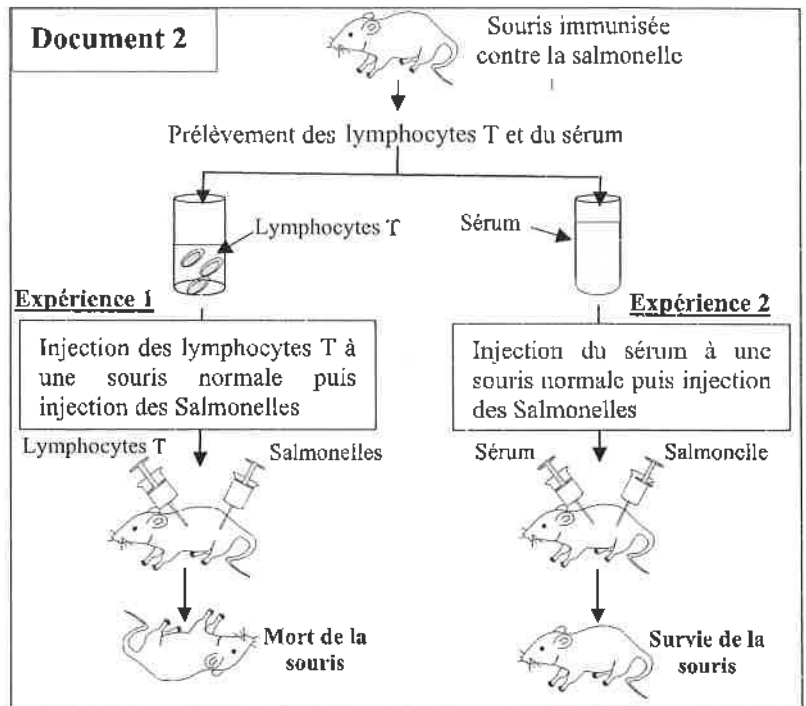 Document 2
Souris immunisée
contre la salmonelle
Prélèvement des lymphocytes T et du sérum
Lymphocytes T
Sérum
Expérience 1
Expérience 2
Injection des lymphocytes T à
une souris normale puis
injection des Salmonelles
Injection du sérum à une
souris normale puis injection
des Salmonelles
Lymphocytes T
Salmonelles
Sérum
Salmonelle
Mort de la
souris
Survie de la
souris